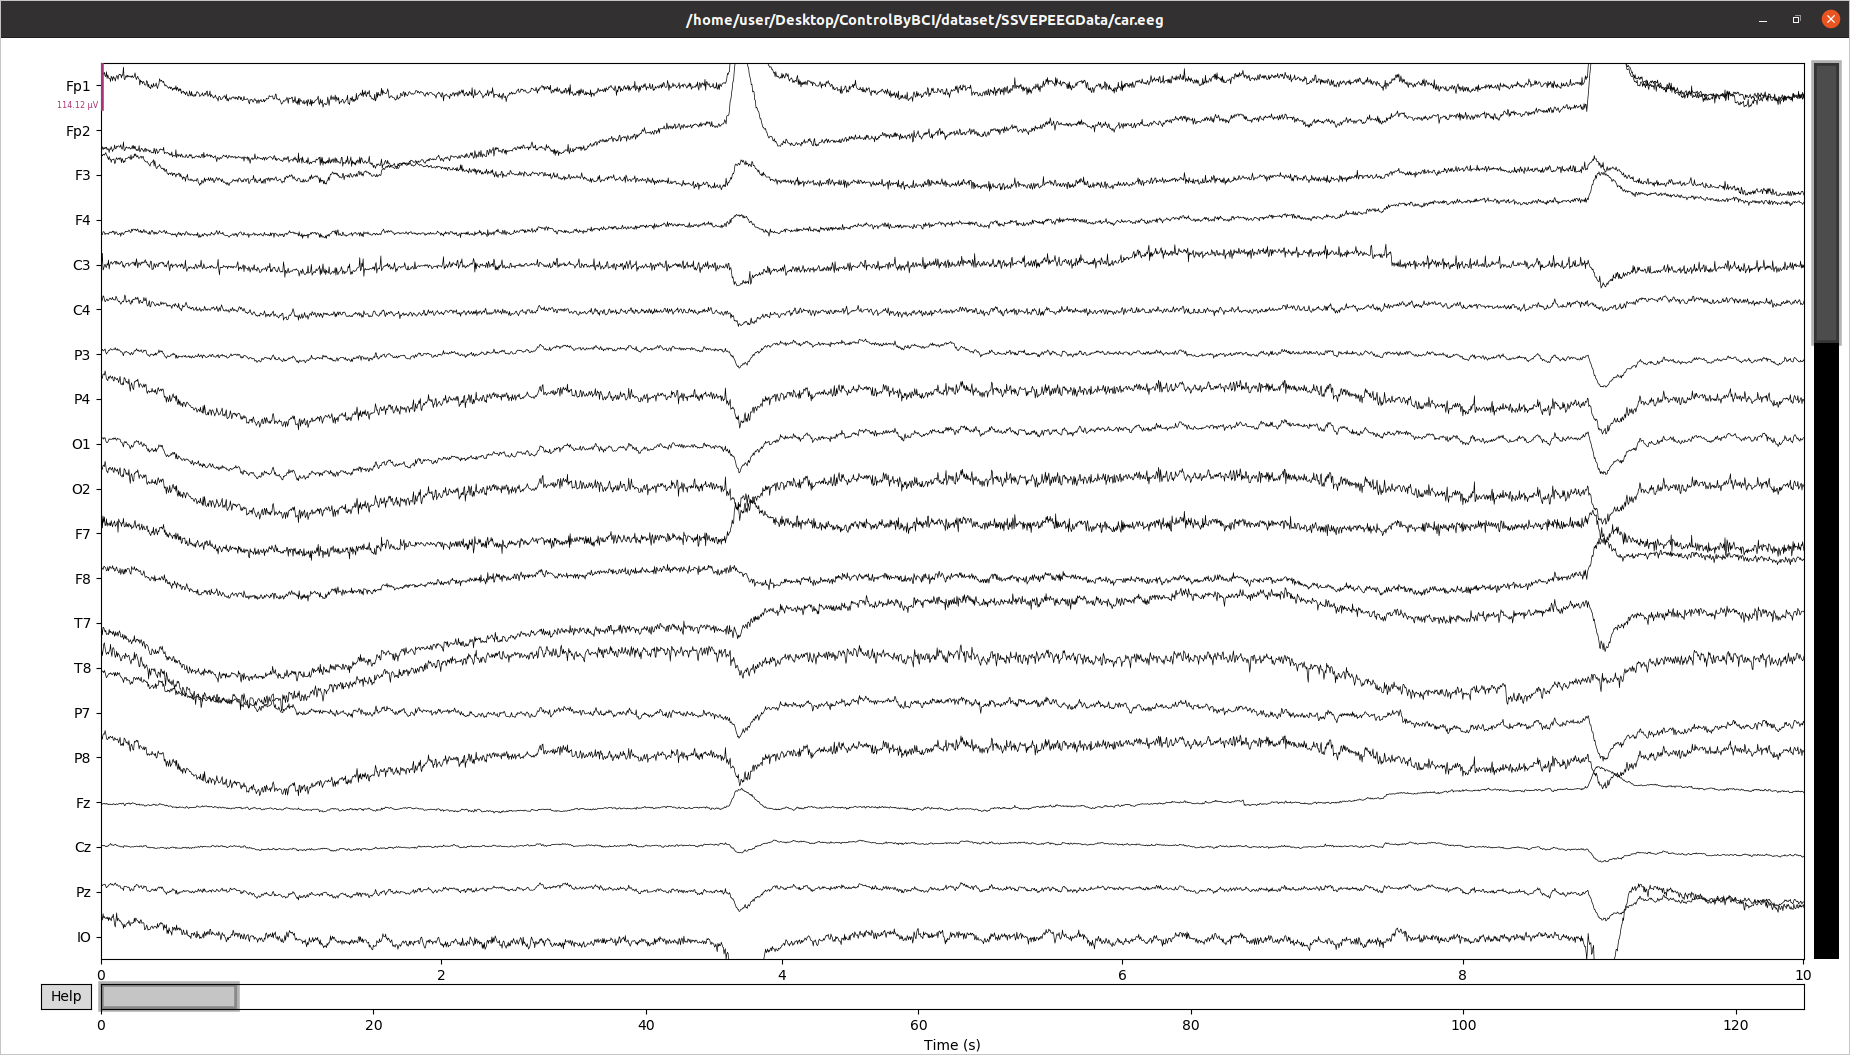 /home/user/Desktop/ControlByBCI/dataset/SSVEPEEGData/car.eeg
Fp1
114.12 µV
Fp2
F3
F4
C3
C4
P3
P4
O1
O2
F7
F8
T7
T8
P7
P8
Fz
Cz
Pz
IO
0 2 4 6 8 10
Help
0 20 40 60 80 100 120
Time (s)